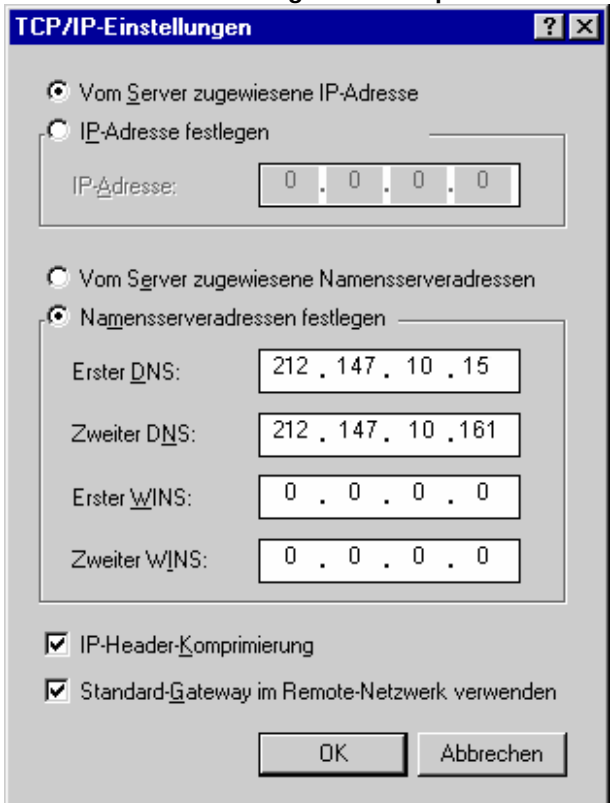 TCP/IP-Einstellungen
Vom Server zugewiesene IP-Adresse
IP-Adresse festlegen
IP-Adresse: 0 . 0 . 0 . 0
Vom Server zugewiesene Namensserveradressen
Namensserveradressen festlegen
Erster DNS: 212 . 147 . 10 . 15
Zweiter DNS: 212 . 147 . 10 . 161
Erster WINS: 0 . 0 . 0 . 0
Zweiter WINS: 0 . 0 . 0 . 0
IP-Header-Komprimierung
Standard-Gateway im Remote-Netzwerk verwenden
OK Abbrechen